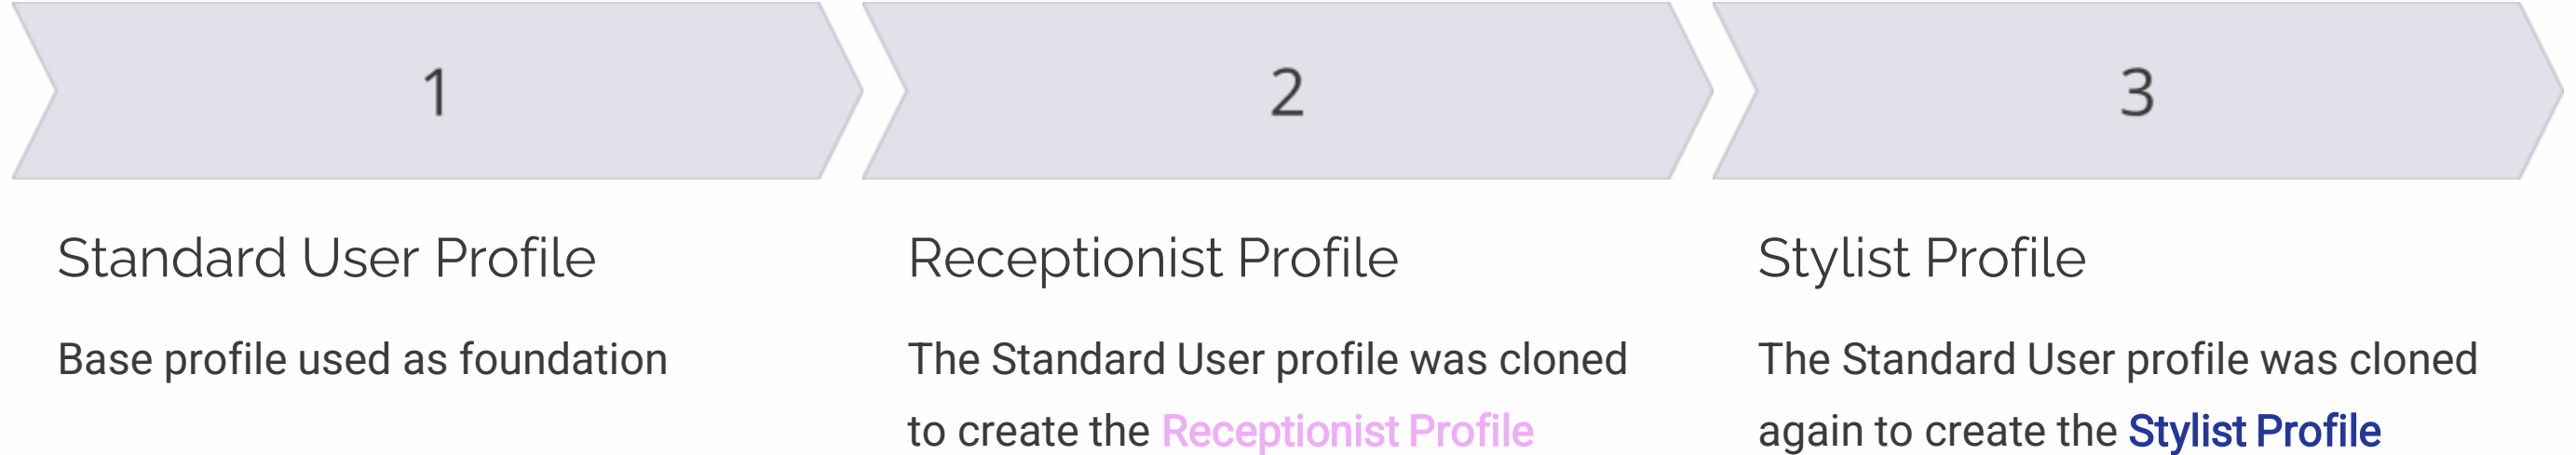 1
2
3
Standard User Profile
Base profile used as foundation
Receptionist Profile
The Standard User profile was cloned
to create the Receptionist Profile
Stylist Profile
The Standard User profile was cloned
again to create the Stylist Profile